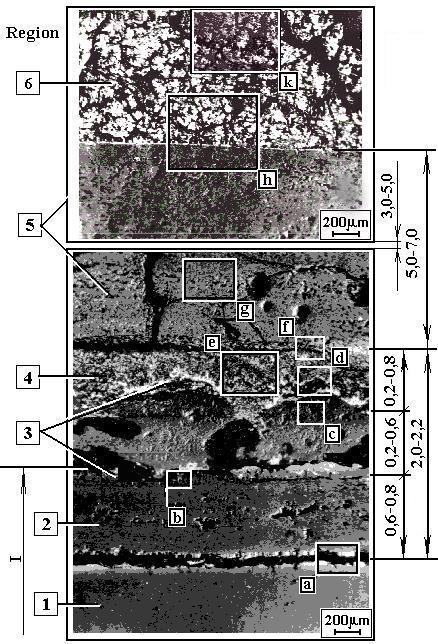 Region
6
k
h
200μm
3,0-5,0
5
5,0-7,0
g
f
e
d
4
0,2-0,8
c
3
0,2-0,6
2,0-2,2
b
2
0,6-0,8
a
I
1
200μm